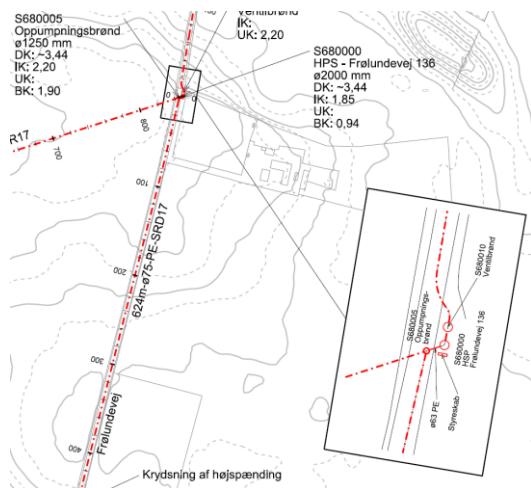 S680005
Oppumpningsbrønd
ø1250 mm
DK: ~3,44
IK: 2,20
UK:
BK: 1,90
Ventilbrønd
IK:
UK: 2,20
S680000
HPS - Frølundevej 136
ø2000 mm
DK: ~3,44
IK: 1,85
UK:
BK: 0,94
R17
700
800
0
0
100
200
300
400
624m-ø75-PE-SRD17
Frølundevej
Krydsning af højspænding
S680005
Oppumpnings-
brønd
S680010
Ventilbrønd
S680000
HSP
Frølundevej 136
ø63 PE
Styreskab